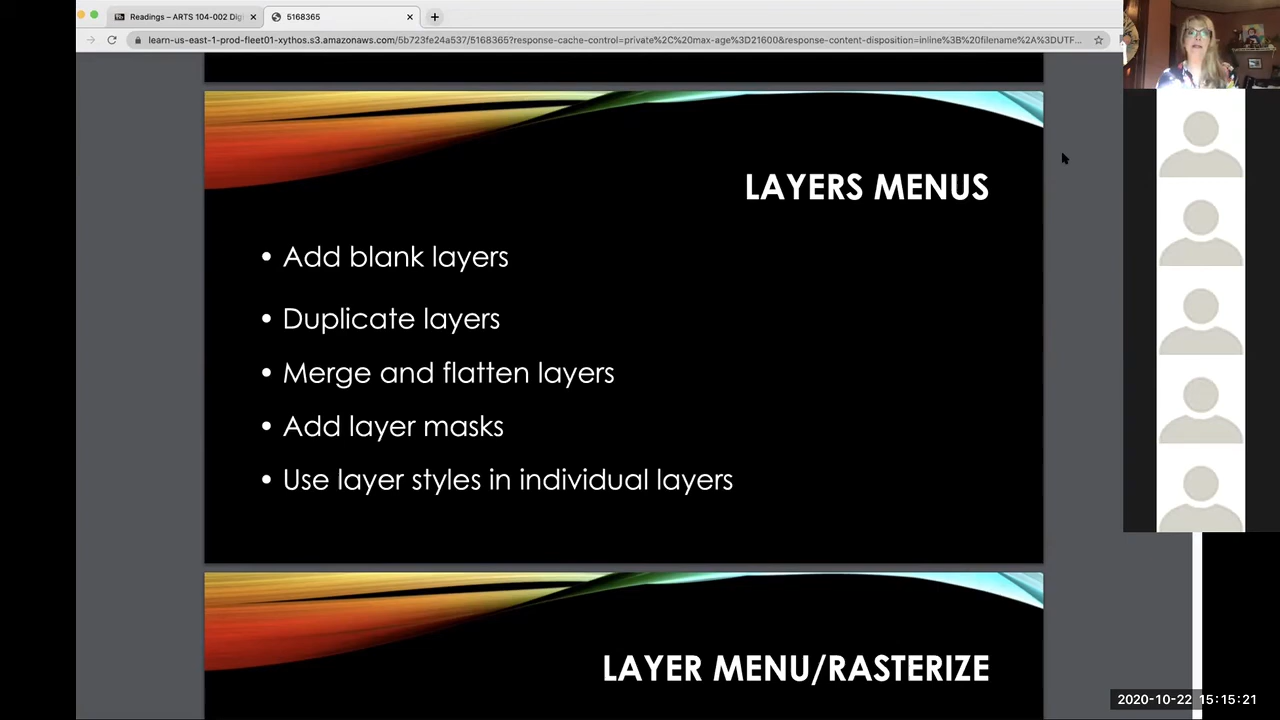 Readings – ARTS 104-002 Dig
5168365
learn-us-east-1-prod-fleet01-xythos.s3.amazonaws.com/5b723fe24a537/5168365?response-cache-control=private%2C%20max-age%3D21600&response-content-disposition=inline%3B%20filename%2A%3DUTF...
LAYERS MENUS
• Add blank layers
• Duplicate layers
• Merge and flatten layers
• Add layer masks
• Use layer styles in individual layers
LAYER MENU/RASTERIZE
2020-10-22 15:15:21